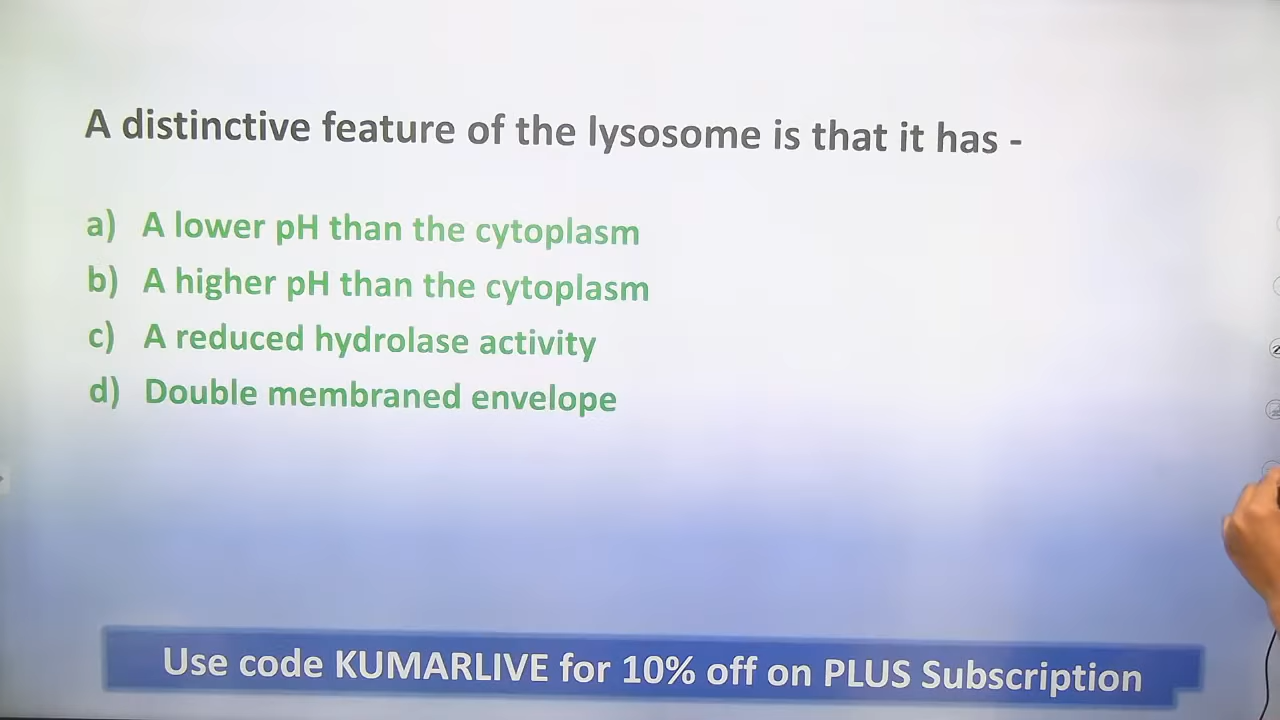 A distinctive feature of the lysosome is that it has -
a) A lower pH than the cytoplasm
b) A higher pH than the cytoplasm
c) A reduced hydrolase activity
d) Double membraned envelope
Use code KUMARLIVE for 10% off on PLUS Subscription